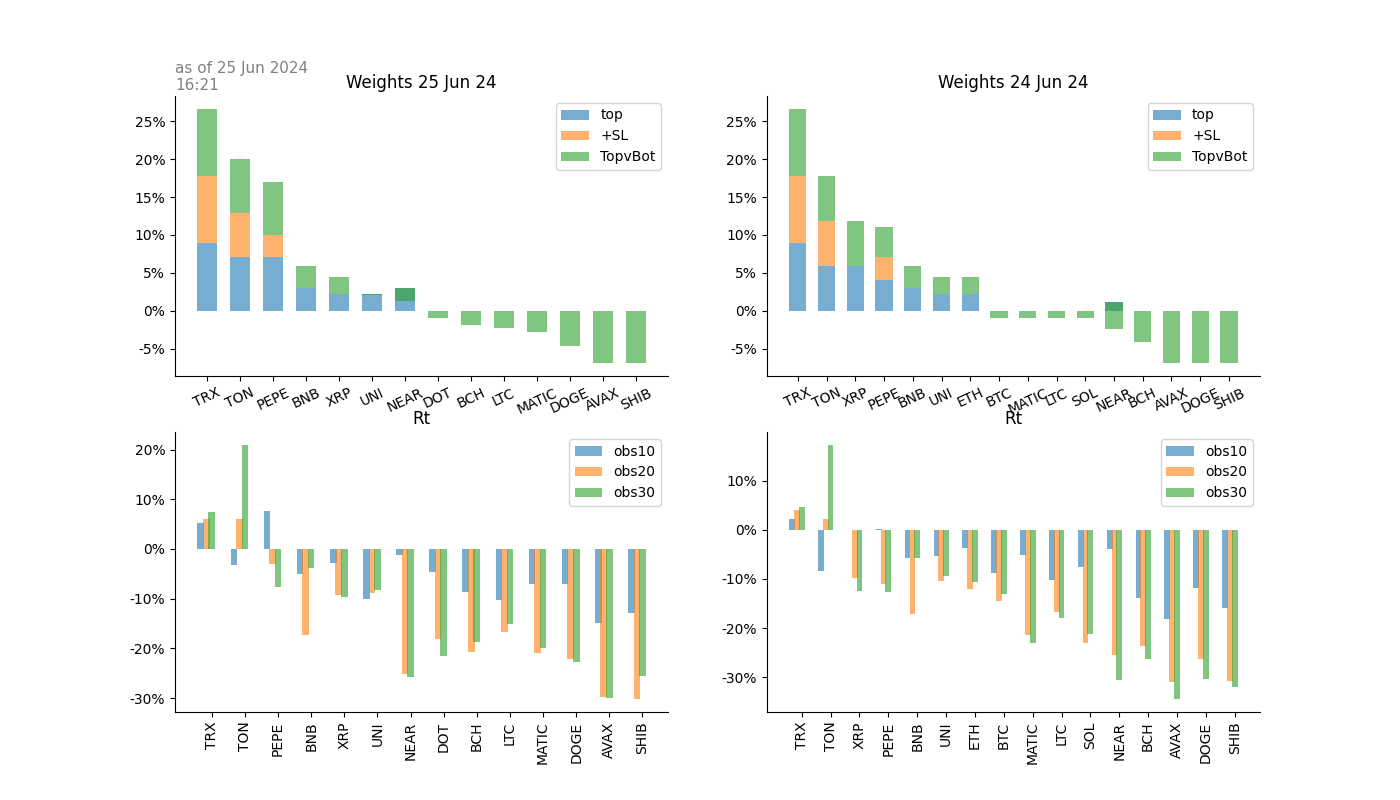 as of 25 Jun 2024
16:21
Weights 25 Jun 24
25%
20%
15%
10%
5%
0%
-5%
top
+SL
TopvBot
TRX TON PEPE BNB XRP UNI NEAR DOT BCH LTC MATIC DOGE AVAX SHIB
Weights 24 Jun 24
25%
20%
15%
10%
5%
0%
-5%
top
+SL
TopvBot
TRX TON XRP PEPE BNB UNI ETH BTC MATIC LTC SOL NEAR BCH AVAX DOGE SHIB
Rt
20%
10%
0%
-10%
-20%
-30%
obs10
obs20
obs30
TRX TON PEPE BNB XRP UNI NEAR DOT BCH LTC MATIC DOGE AVAX SHIB
Rt
10%
0%
-10%
-20%
-30%
obs10
obs20
obs30
TRX TON XRP PEPE BNB UNI ETH BTC MATIC LTC SOL NEAR BCH AVAX DOGE SHIB